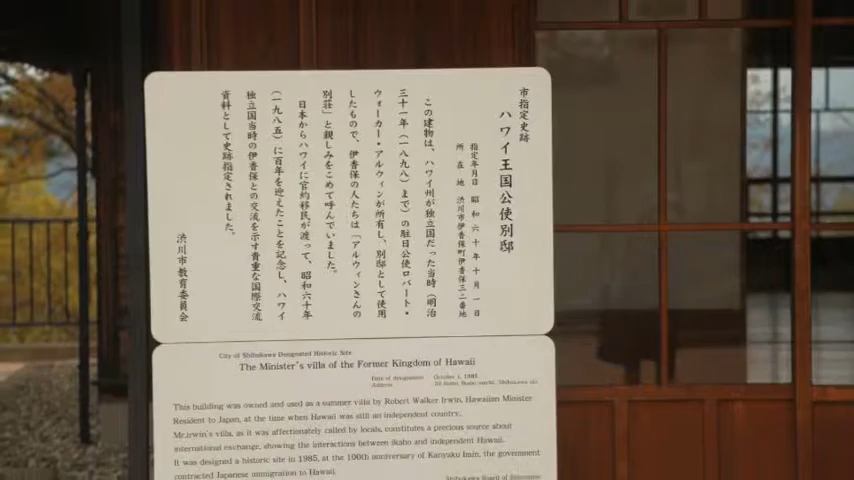 市指定史跡
ハワイ王国公使別邸
指定年月日　昭和六十年十月一日
所在地　渋川市伊香保町伊香保三二番地
この建物は、ハワイ州が独立国だった当時（明治
三十一年（一八九八）まで）の駐日公使ロバート・
ウォーカー・アルウィンが所有し、別邸として使用
したもので、伊香保の人たちは「アルウィンさんの
別荘」と親しみをこめて呼んでいました。
日本からハワイに官約移民が渡って、昭和六十年
（一九八五）に百年を迎えたことを記念し、ハワイ
独立国当時の伊香保との交流を示す貴重な国際交流
資料として史跡指定されました。
渋川市教育委員会
City of Shibukawa Designated Historic Site
The Minister's villa of the Former Kingdom of Hawaii
Date of designation October 1, 1985
Address Ikaho, Ikaho-machi, Shibukawa
This building was owned and used as a summer villa by Robert Walker Irwin, Hawaiian Minister
Resident to Japan, at the time when Hawaii was still an independent country.
Mr.Irwin's villa, as it was affectionately called by locals, constitutes a precious source about
international exchange, showing the interactions between Ikaho and independent Hawaii.
It was designed a historic site in 1985, at the 100th anniversary of Kanyaku Imin, the government
contracted Japanese immigration to Hawaii.
Shibukawa Board of